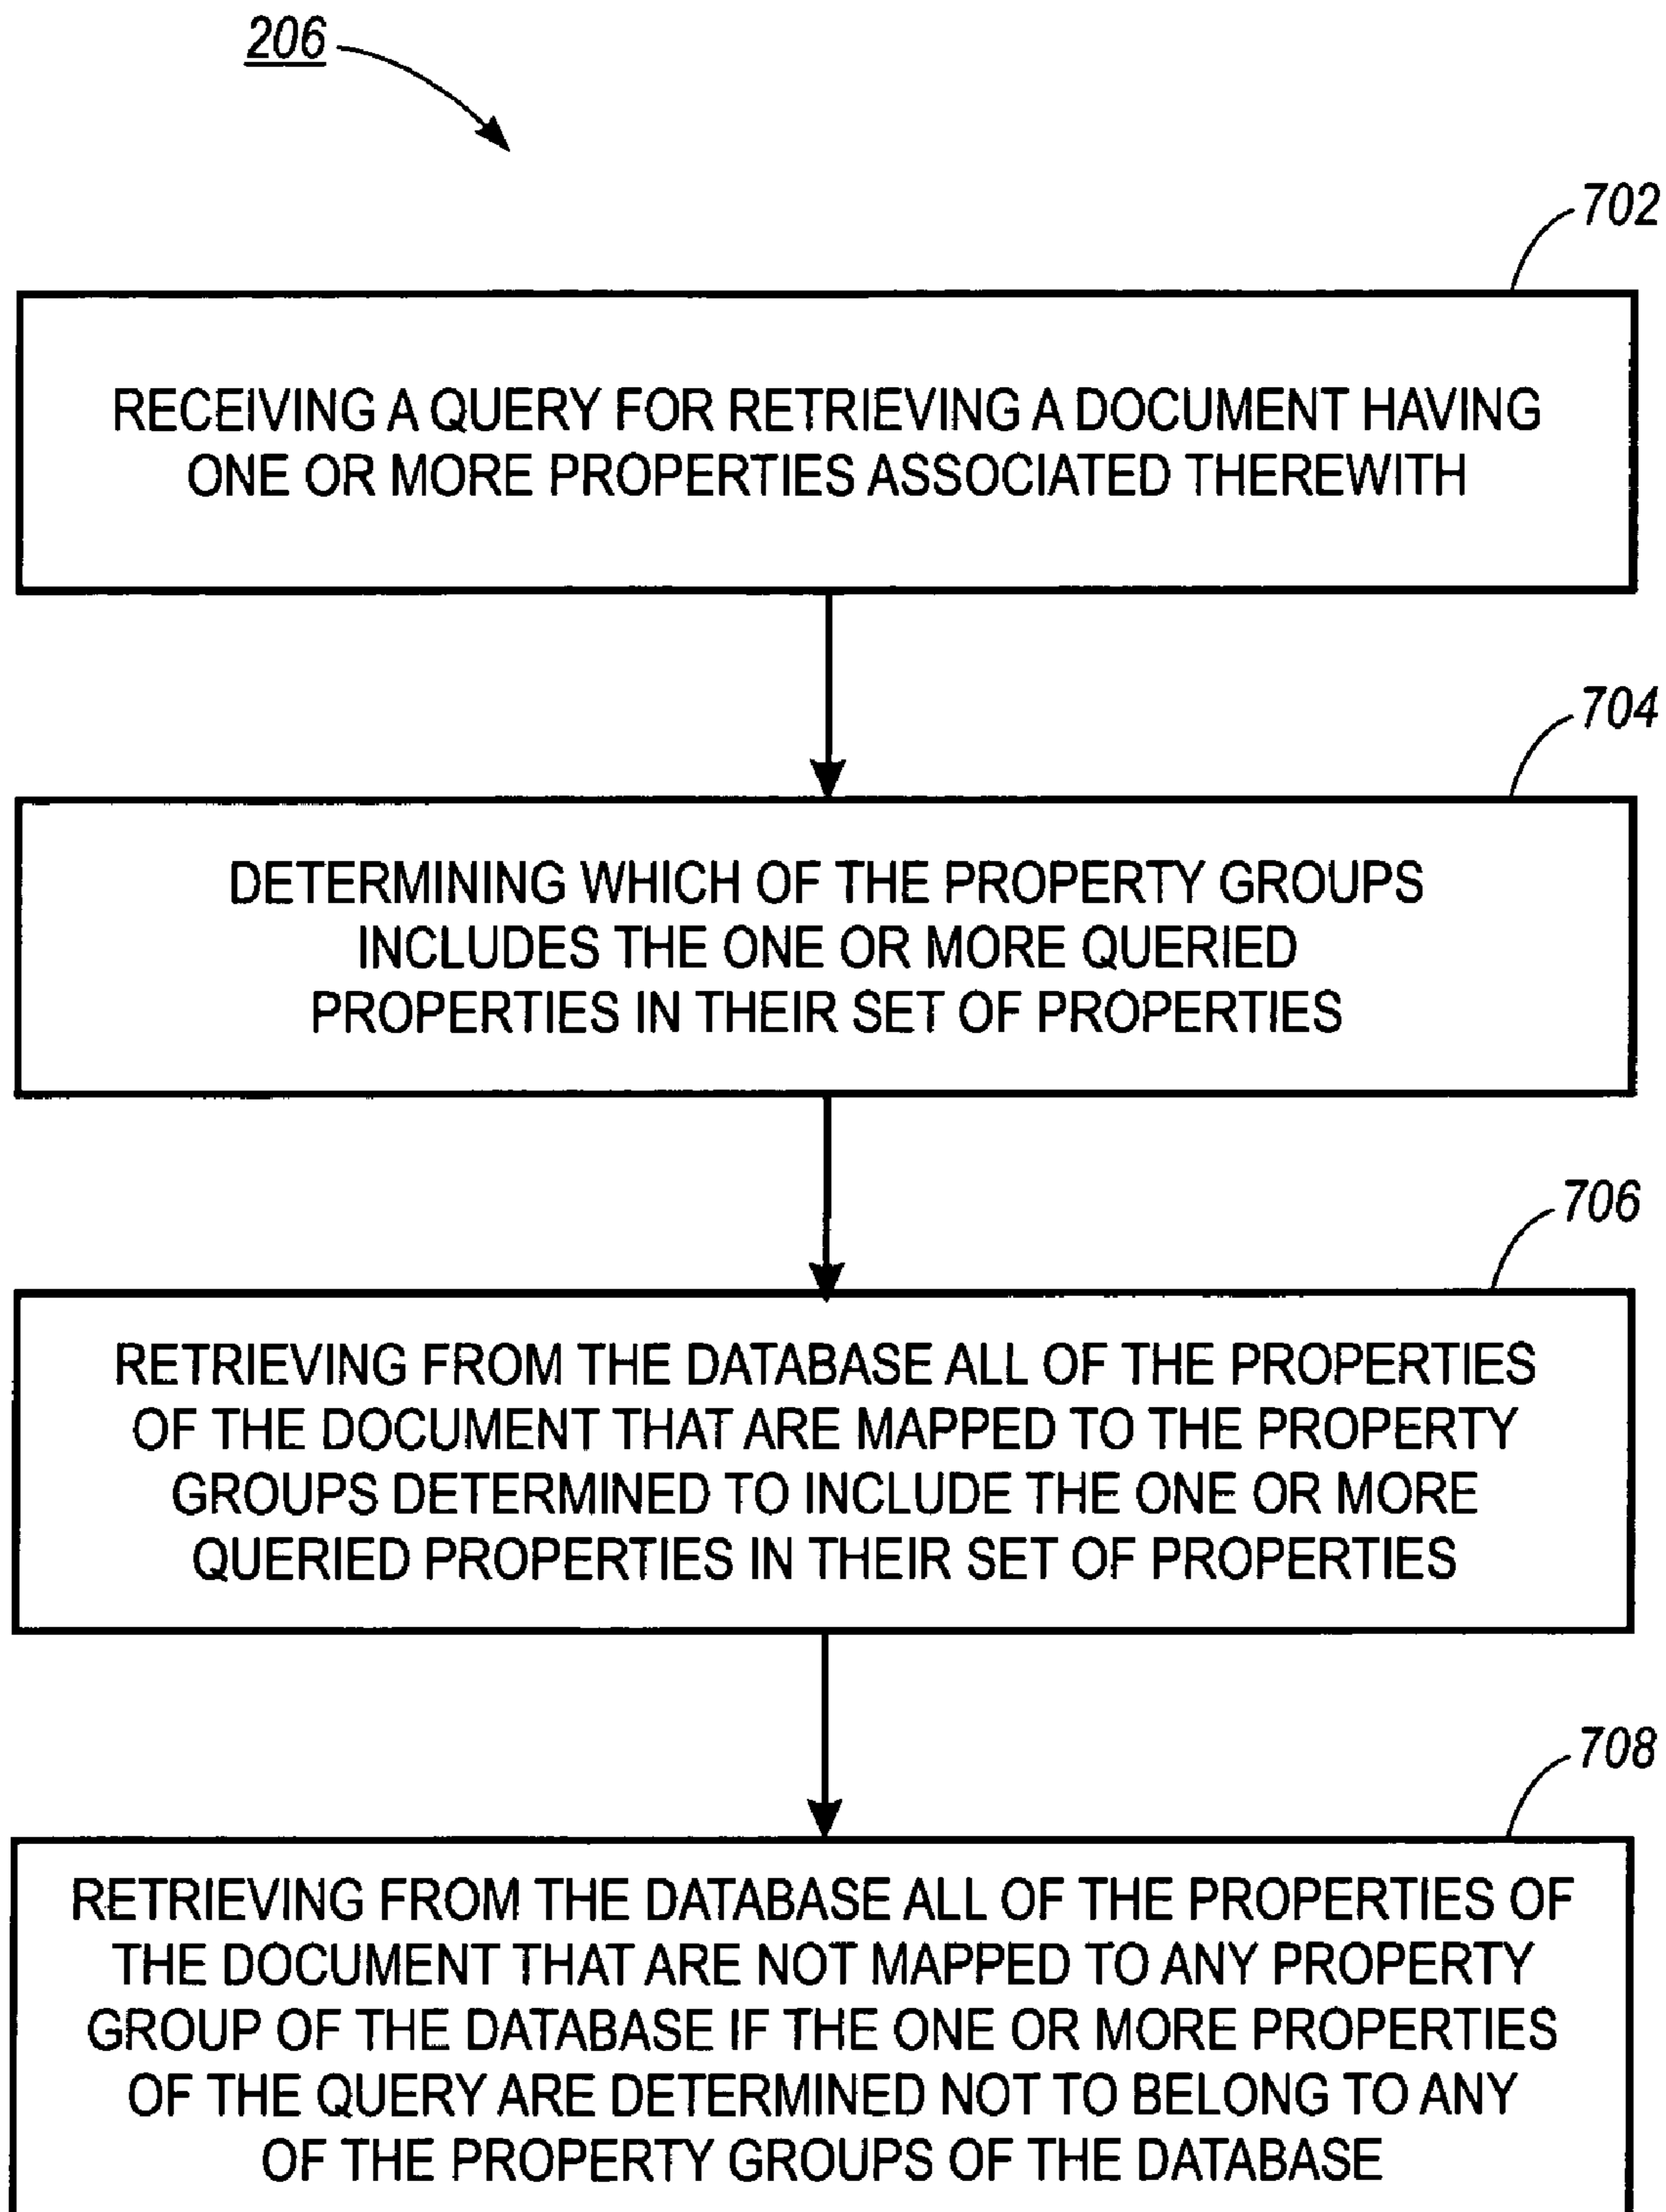 206
702
RECEIVING A QUERY FOR RETRIEVING A DOCUMENT HAVING
ONE OR MORE PROPERTIES ASSOCIATED THEREWITH
704
DETERMINING WHICH OF THE PROPERTY GROUPS
INCLUDES THE ONE OR MORE QUERIED
PROPERTIES IN THEIR SET OF PROPERTIES
706
RETRIEVING FROM THE DATABASE ALL OF THE PROPERTIES
OF THE DOCUMENT THAT ARE MAPPED TO THE PROPERTY
GROUPS DETERMINED TO INCLUDE THE ONE OR MORE
QUERIED PROPERTIES IN THEIR SET OF PROPERTIES
708
RETRIEVING FROM THE DATABASE ALL OF THE PROPERTIES OF
THE DOCUMENT THAT ARE NOT MAPPED TO ANY PROPERTY
GROUP OF THE DATABASE IF THE ONE OR MORE PROPERTIES
OF THE QUERY ARE DETERMINED NOT TO BELONG TO ANY
OF THE PROPERTY GROUPS OF THE DATABASE